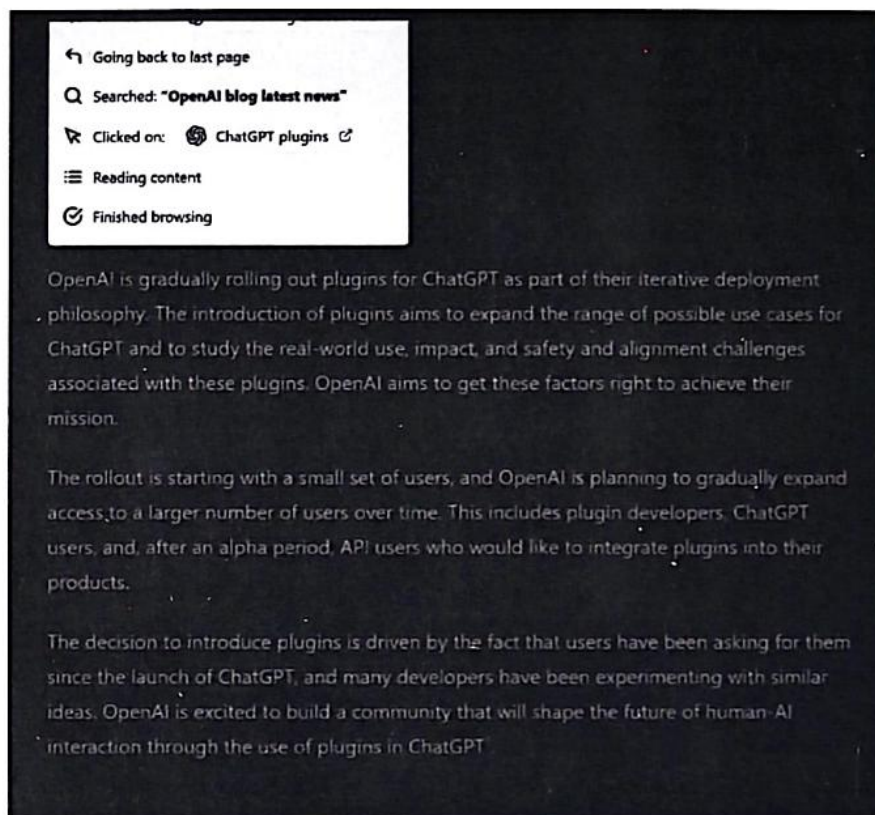 Going back to last page
Searched: "OpenAI blog latest news"
Clicked on: ChatGPT plugins
Reading content
Finished browsing
OpenAI is gradually rolling out plugins for ChatGPT as part of their iterative deployment
philosophy. The introduction of plugins aims to expand the range of possible use cases for
ChatGPT and to study the real-world use, impact, and safety and alignment challenges
associated with these plugins. OpenAI aims to get these factors right to achieve their
mission.
The rollout is starting with a small set of users, and OpenAI is planning to gradually expand
access to a larger number of users over time. This includes plugin developers, ChatGPT
users, and, after an alpha period, API users who would like to integrate plugins into their
products.
The decision to introduce plugins is driven by the fact that users have been asking for them
since the launch of ChatGPT, and many developers have been experimenting with similar
ideas. OpenAI is excited to build a community that will shape the future of human-AI
interaction through the use of plugins in ChatGPT